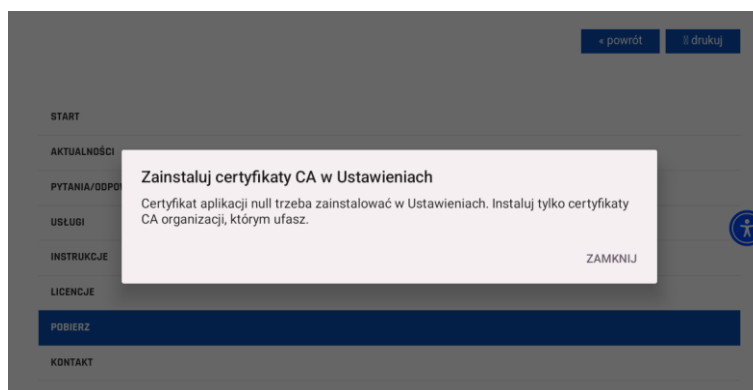 « powrót
drukuj
START
AKTUALNOŚCI
Zainstaluj certyfikaty CA w Ustawieniach
PYTANIA/ODPO
Certyfikat aplikacji null trzeba zainstalować w Ustawieniach. Instaluj tylko certyfikaty
CA organizacji, którym ufasz.
USŁUGI
INSTRUKCJE
ZAMKNIJ
LICENCJE
POBIERZ
KONTAKT